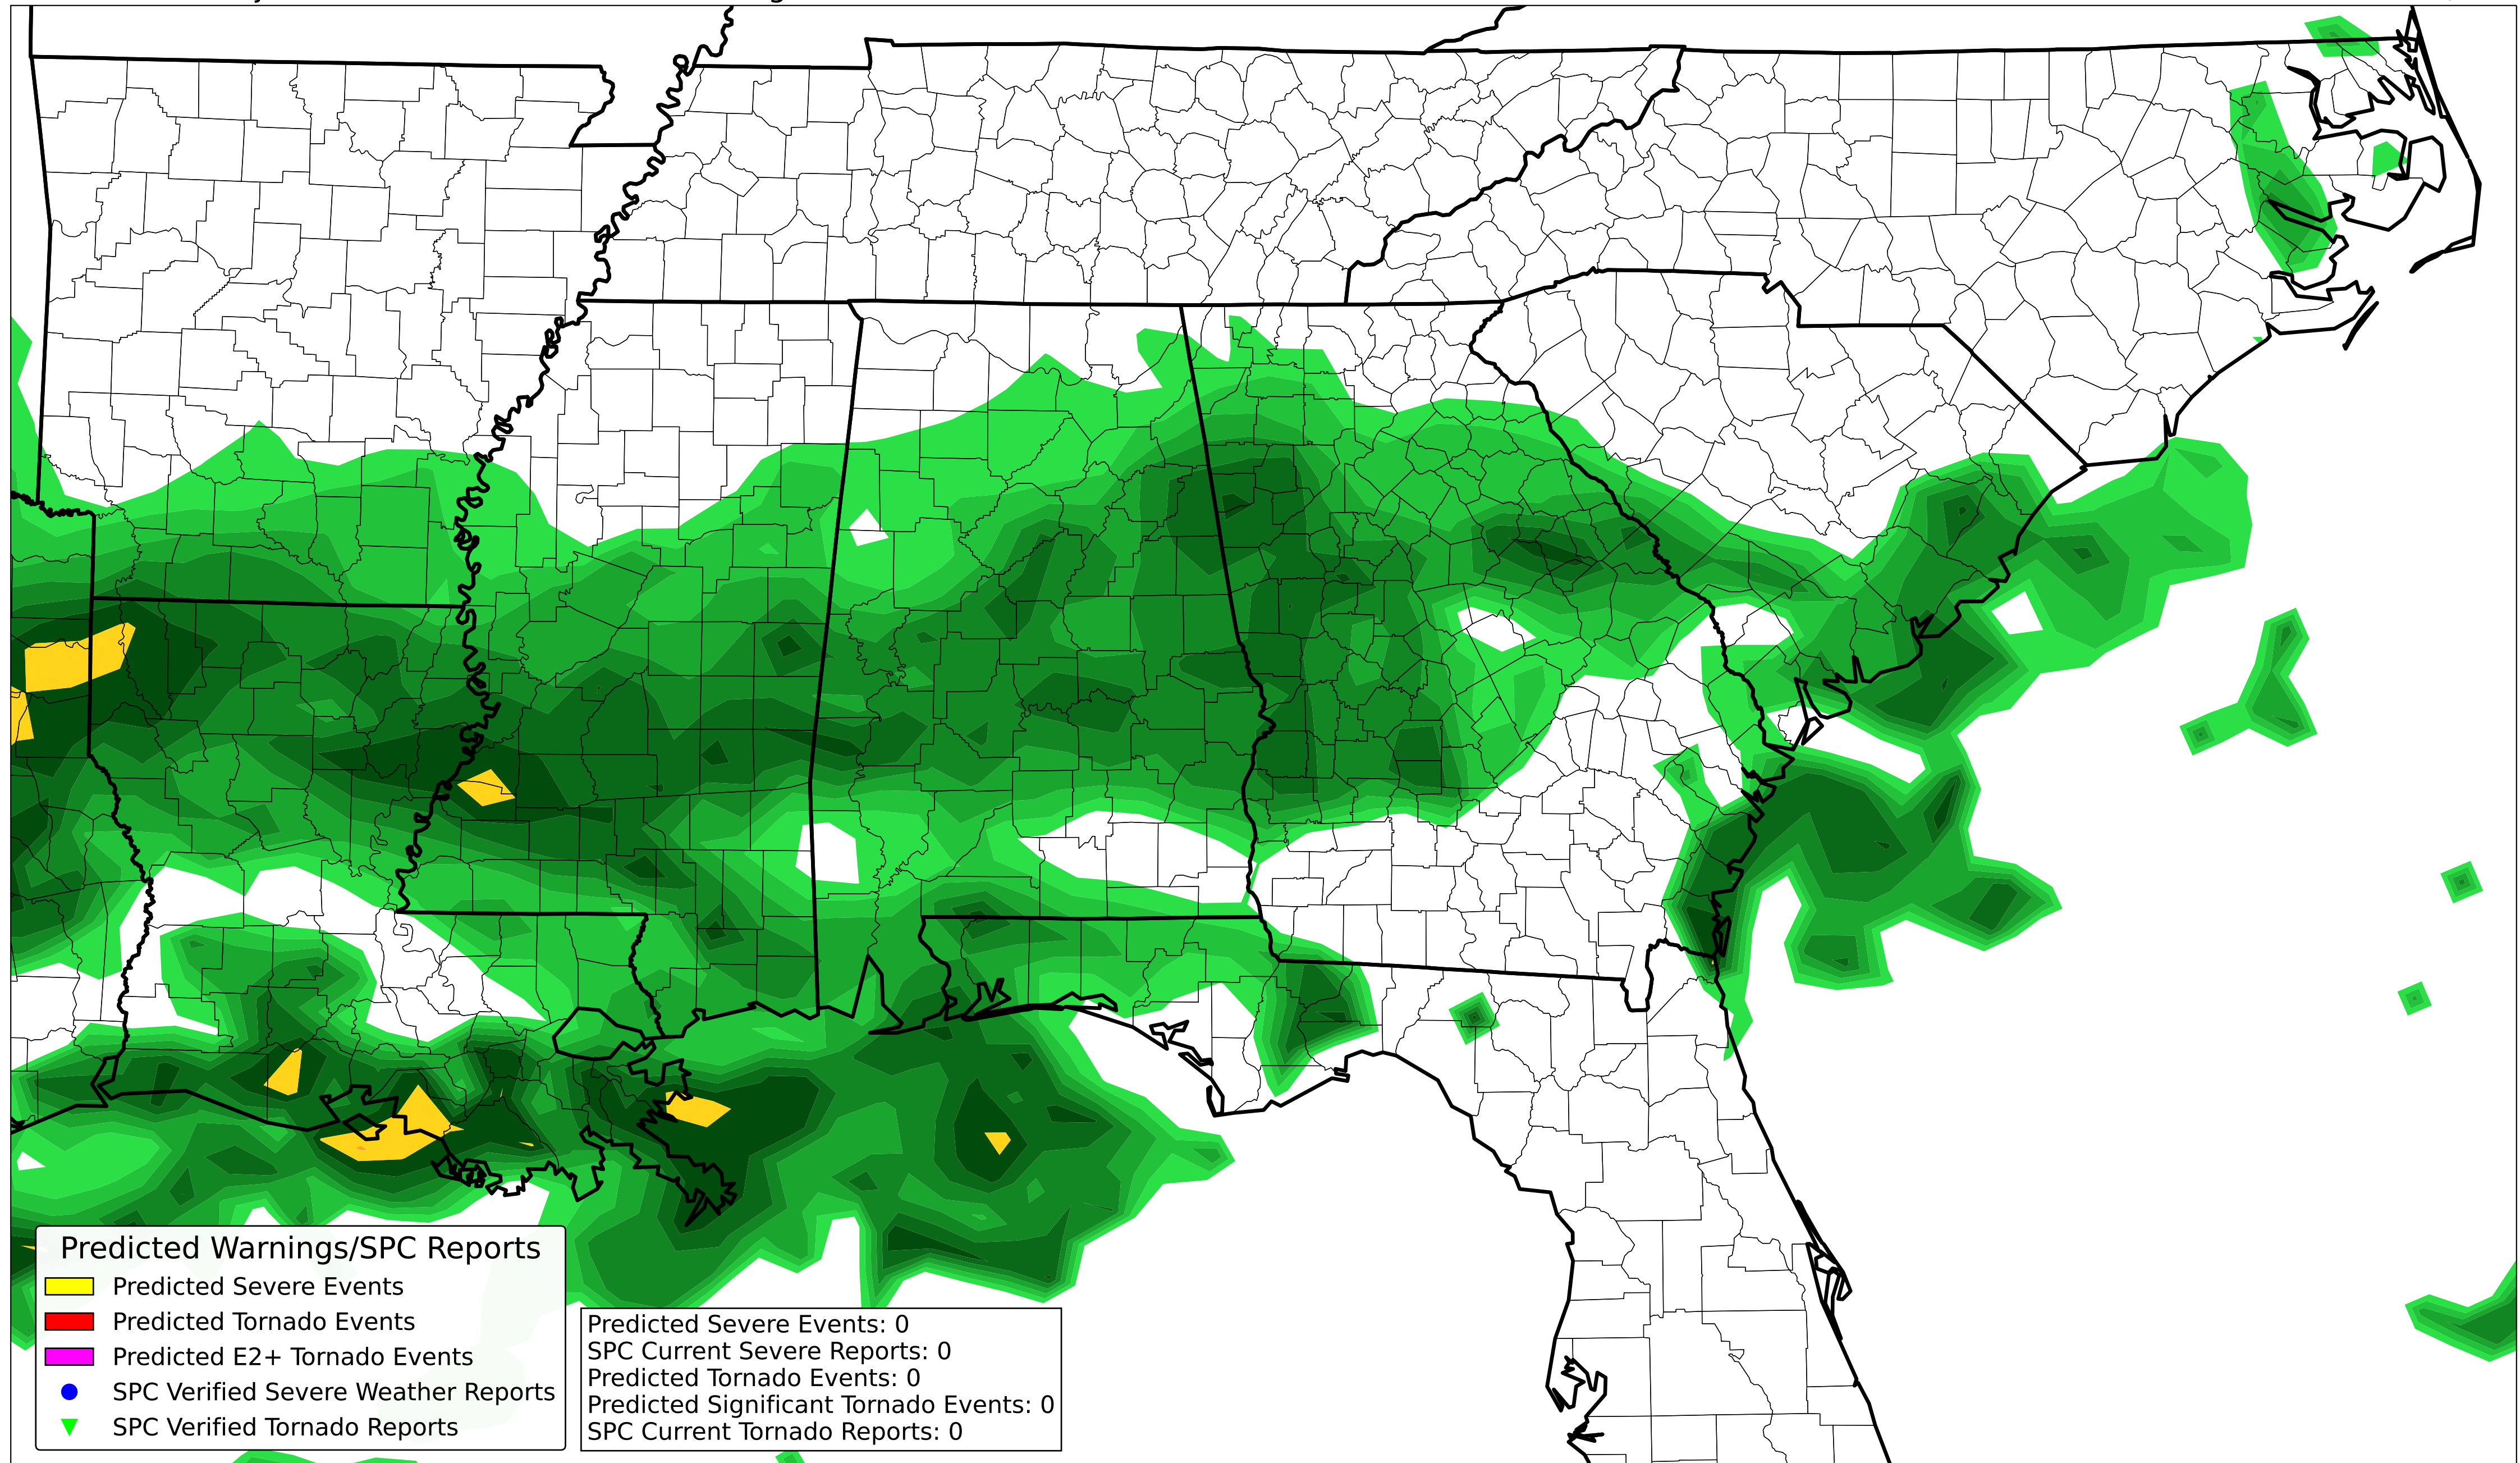 Predicted Warnings/SPC Reports
Predicted Severe Events
Predicted Tornado Events
Predicted E2+ Tornado Events
SPC Verified Severe Weather Reports
SPC Verified Tornado Reports
Predicted Severe Events: 0
SPC Current Severe Reports: 0
Predicted Tornado Events: 0
Predicted Significant Tornado Events: 0
SPC Current Tornado Reports: 0